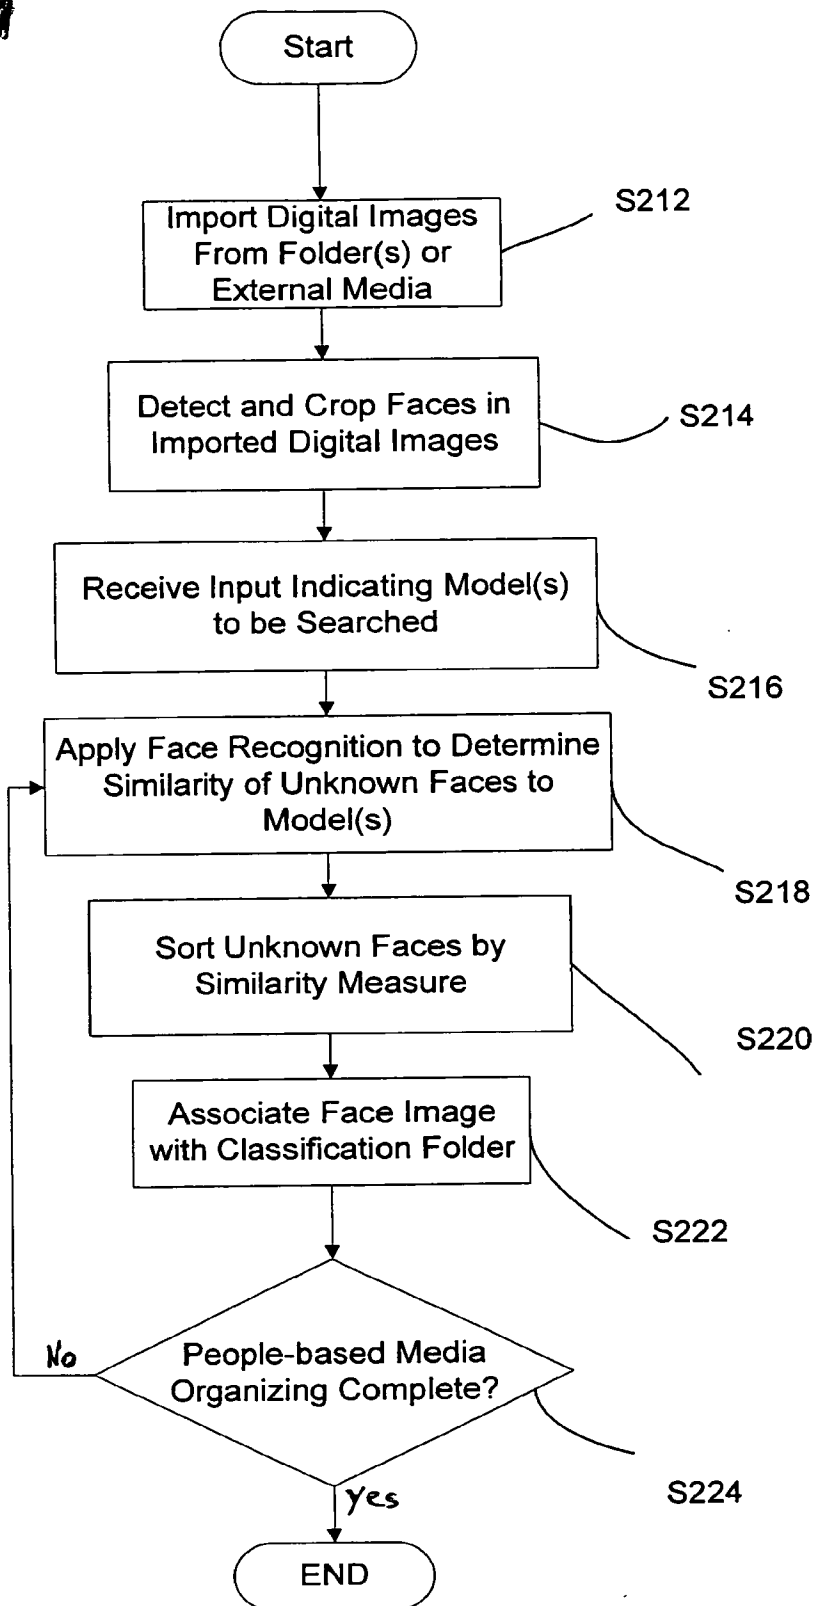 Start
Import Digital Images
From Folder(s) or
External Media
S212
Detect and Crop Faces in
Imported Digital Images
S214
Receive Input Indicating Model(s)
to be Searched
S216
Apply Face Recognition to Determine
Similarity of Unknown Faces to
Model(s)
S218
Sort Unknown Faces by
Similarity Measure
S220
Associate Face Image
with Classification Folder
S222
People-based Media
Organizing Complete?
No
S224
Yes
END